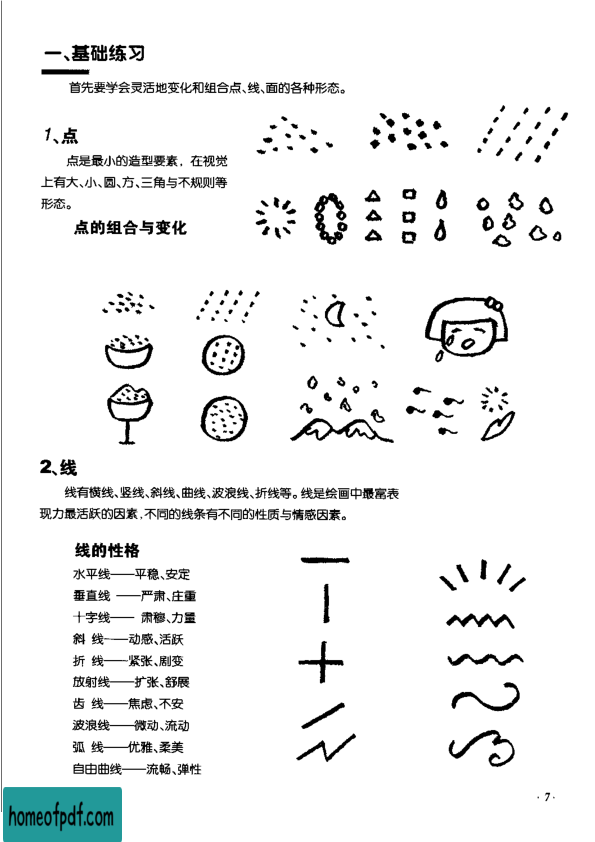 一、基础练习
首先要学会灵活地变化和组合点、线、面的各种形态。
1、点
点是最小的造型要素，在视觉
上有大、小、圆、方、三角与不规则等
形态。
点的组合与变化
2、线
线有横线、竖线、斜线、曲线、波浪线、折线等。线是绘画中最富表
现力最活跃的因素,不同的线条有不同的性质与情感因素。
线的性格
水平线——平稳、安定
垂直线 ——严肃、庄重
十字线—— 肃穆、力量
斜 线——动感、活跃
折 线——紧张、剧变
放射线——扩张、舒展
齿 线——焦虑、不安
波浪线——微动、流动
弧 线——优雅、柔美
自由曲线——流畅、弹性
·7·
homeofpdf.com